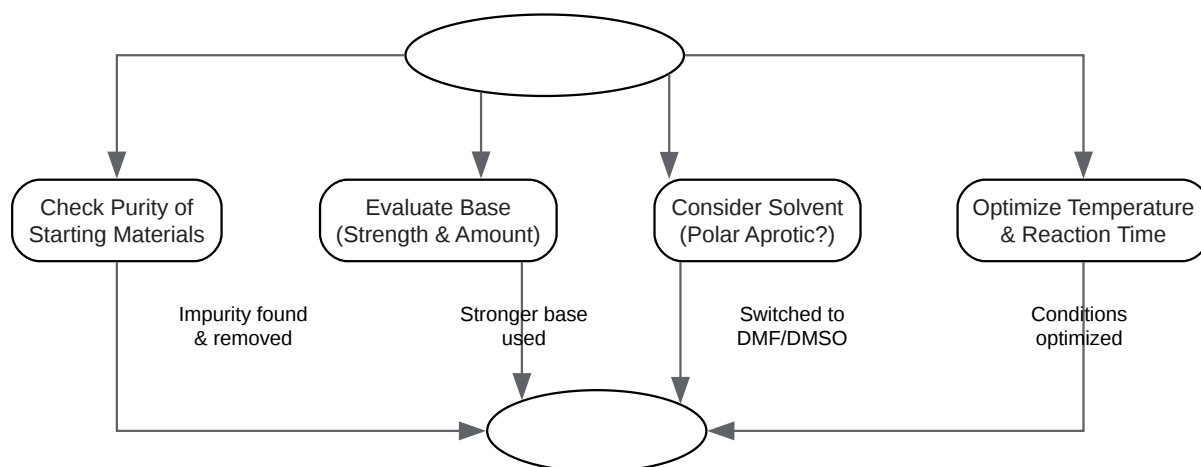 Check Purity of
Starting Materials
Evaluate Base
(Strength & Amount)
Consider Solvent
(Polar Aprotic?)
Optimize Temperature
& Reaction Time
Impurity found
& removed
Stronger base
used
Switched to
DMF/DMSO
Conditions
optimized